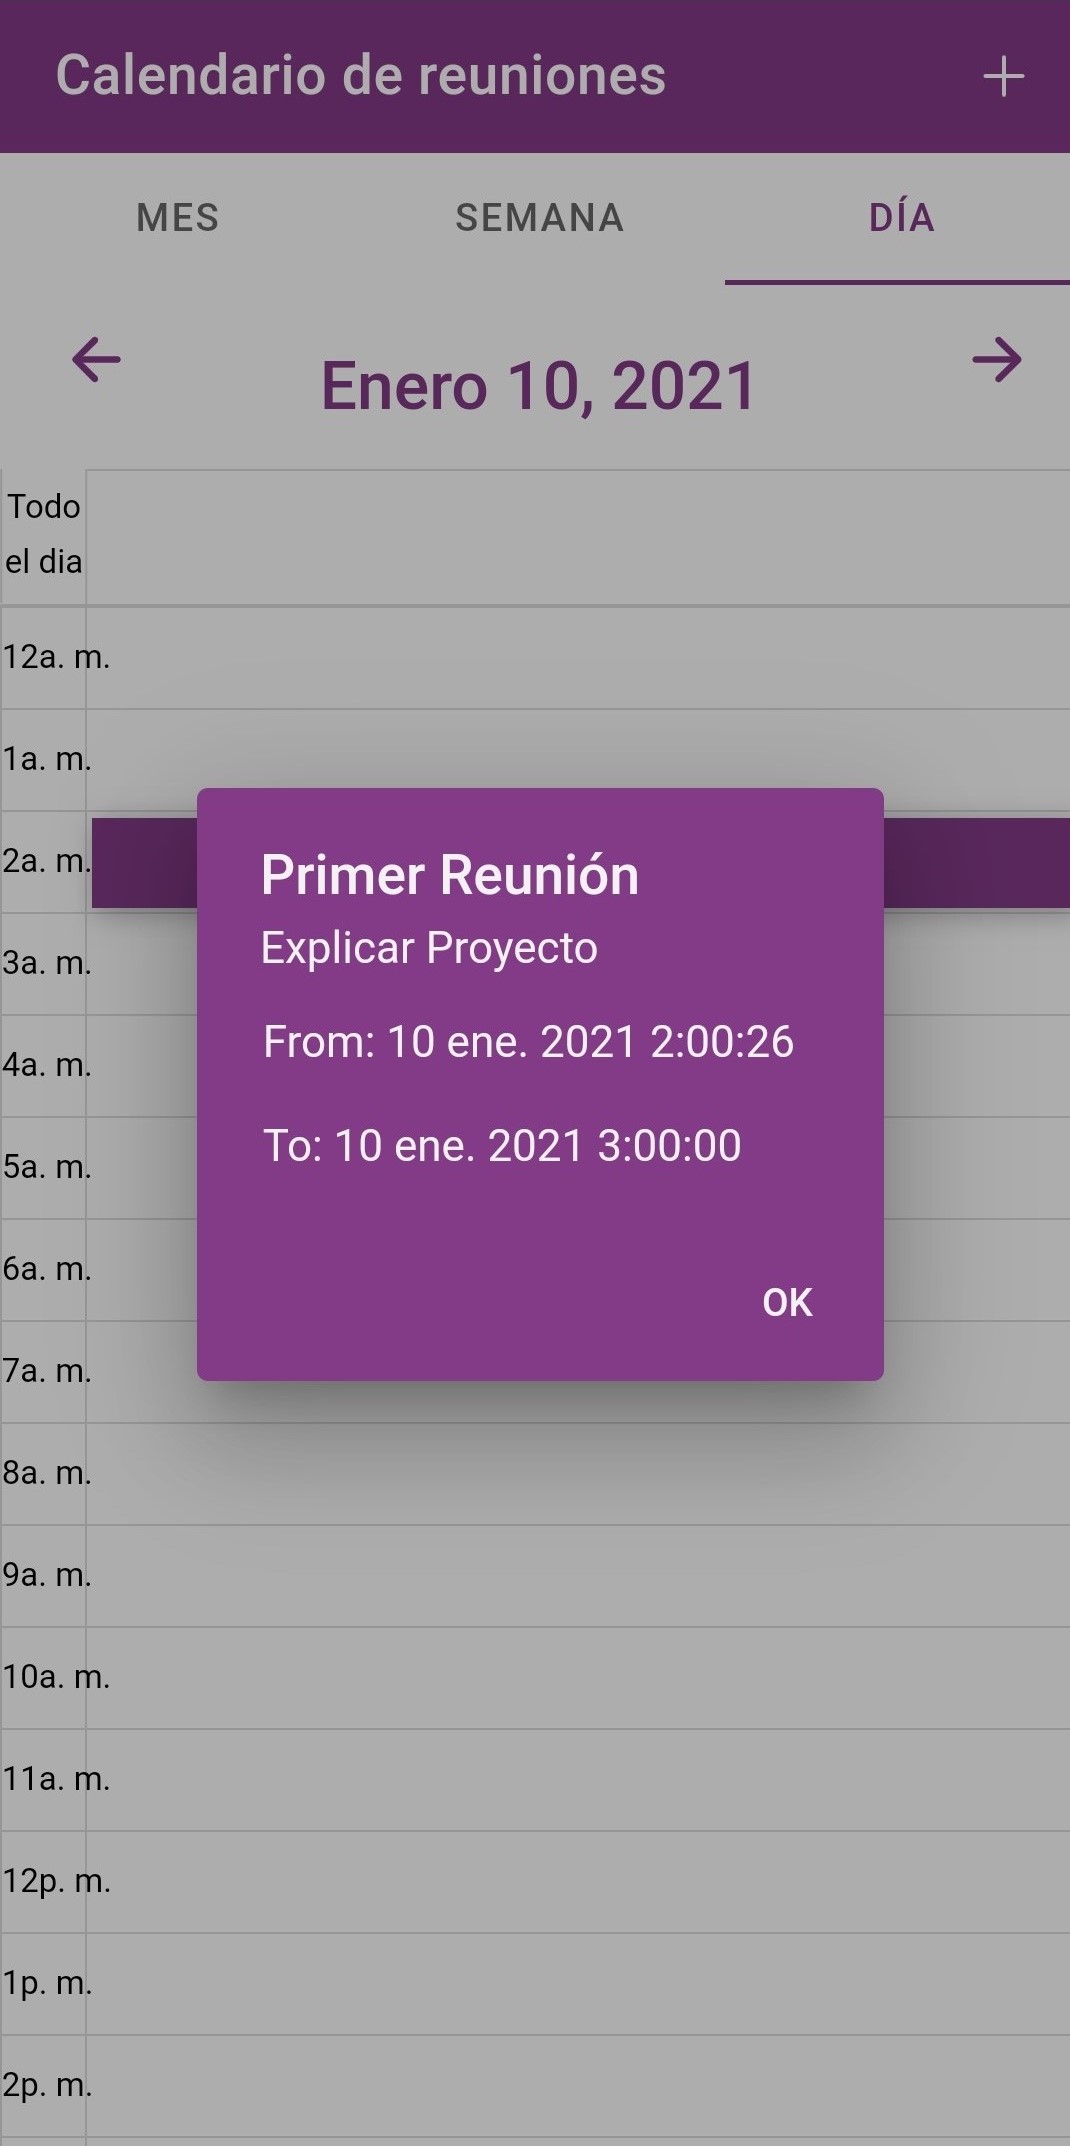 Calendario de reuniones
MES SEMANA DÍA
Enero 10, 2021
Todo
el dia
12a. m.
1a. m.
2a. m.
Primer Reunión
Explicar Proyecto
3a. m.
From: 10 ene. 2021 2:00:26
4a. m.
To: 10 ene. 2021 3:00:00
5a. m.
6a. m.
OK
7a. m.
8a. m.
9a. m.
10a. m.
11a. m.
12p. m.
1p. m.
2p. m.